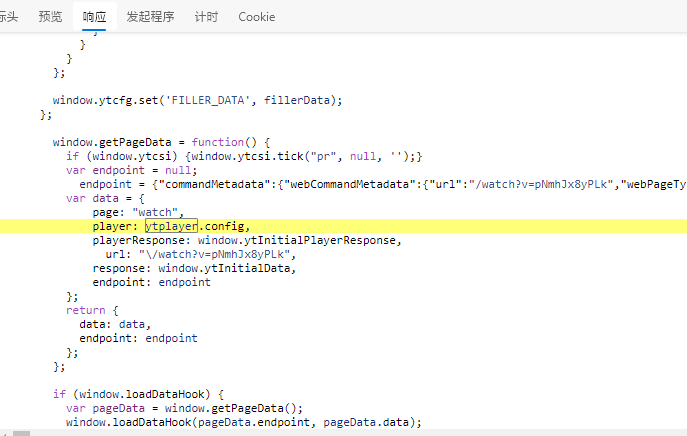 标头 预览 响应 发起程序 计时 Cookie
}
}
}
};
window.ytcfg.set('FILLER_DATA', fillerData);
};
window.getPageData = function() {
if (window.ytcsi) {window.ytcsi.tick("pr", null, '');}
var endpoint = null;
endpoint = {"commandMetadata":{"webCommandMetadata":{"url":"/watch?v=pNmhJx8yPLk","webPageTy
var data = {
page: "watch",
player: ytplayer.config,
playerResponse: window.ytInitialPlayerResponse,
url: "\/watch?v=pNmhJx8yPLk",
response: window.ytInitialData,
endpoint: endpoint
};
return {
data: data,
endpoint: endpoint
};
};
if (window.loadDataHook) {
var pageData = window.getPageData();
window.loadDataHook(pageData.endpoint, pageData.data);